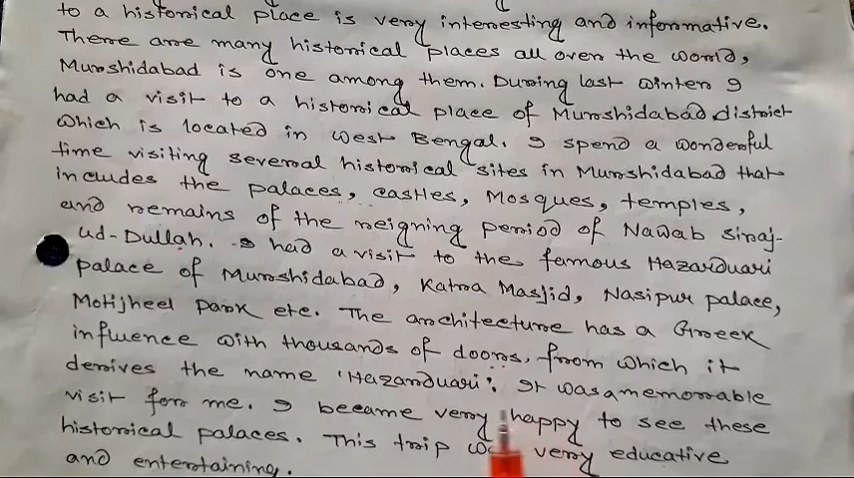 to a historical place is very interesting and informative.
There are many historical places all over the world,
Murshidabad is one among them. During last winter I
had a visit to a historical place of Murshidabad district
which is located in West Bengal. I spend a wonderful
time visiting several historical sites in Murshidabad that
includes the palaces, castles, Mosques, temples,
and remains of the reigning period of Nawab Siraj-
ud-Dullah. I had a visit to the famous Hazarduari
palace of Murshidabad, Katra Masjid, Nasipur palace,
Motijheel Park etc. The architecture has a Greek
influence with thousands of doors, from which it
derives the name 'Hazarduari'. It was a memorable
visit for me. I became very happy to see these
historical palaces. This trip very educative
and entertaining.